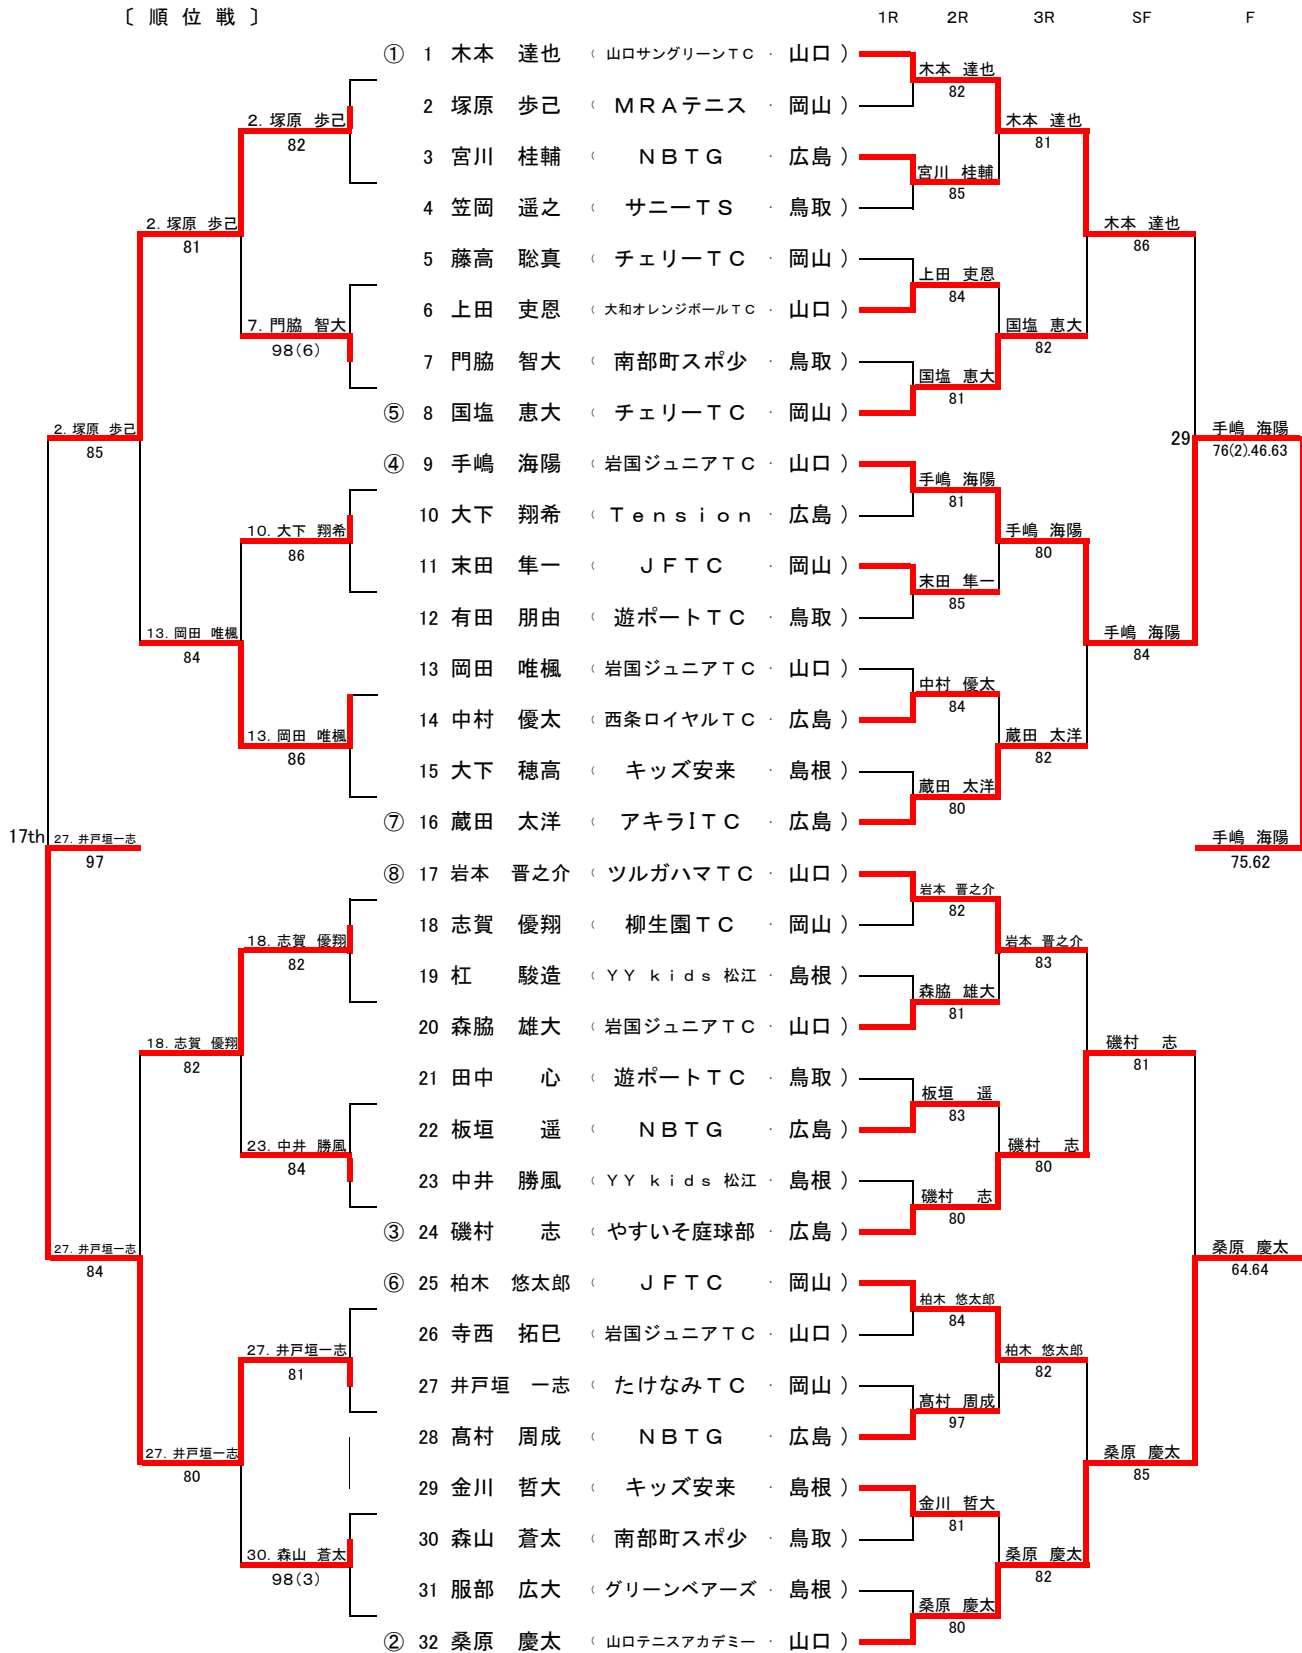 〔 順 位 戦 〕 1R 2R 3R SF F
① 1 木本 達也 （ 山口サングリーンTC ・ 山口 ）
木本 達也
82
2 塚原 歩己 （ MRAテニス ・ 岡山 ）
2. 塚原 歩己 木本 達也
82 81
3 宮川 桂輔 （ NBTG ・ 広島 ）
宮川 桂輔
85
4 笠岡 遥之 （ サニーTS ・ 鳥取 ）
2. 塚原 歩己 木本 達也
81 86
5 藤高 聡真 （ チェリーTC ・ 岡山 ）
上田 吏恩
84
6 上田 吏恩 （ 大和オレンジボールTC ・ 山口 ）
7. 門脇 智大 国塩 恵大
98(6) 82
7 門脇 智大 （ 南部町スポ少 ・ 鳥取 ）
国塩 恵大
81
⑤ 8 国塩 恵大 （ チェリーTC ・ 岡山 ）
2. 塚原 歩己 29 手嶋 海陽
85 76(2).46.63
④ 9 手嶋 海陽 （ 岩国ジュニアTC ・ 山口 ）
手嶋 海陽
81
10 大下 翔希 （ Tension ・ 広島 ）
10. 大下 翔希 手嶋 海陽
86 80
11 末田 隼一 （ JFTC ・ 岡山 ）
末田 隼一
85
12 有田 朋由 （ 遊ポートTC ・ 鳥取 ）
13. 岡田 唯楓 手嶋 海陽
84 84
13 岡田 唯楓 （ 岩国ジュニアTC ・ 山口 ）
中村 優太
84
14 中村 優太 （ 西条ロイヤルTC ・ 広島 ）
13. 岡田 唯楓 蔵田 太洋
86 82
15 大下 穂高 （ キッズ安来 ・ 島根 ）
蔵田 太洋
80
⑦ 16 蔵田 太洋 （ アキラITC ・ 広島 ）
17th 27. 井戸垣一志 手嶋 海陽
97 75.62
⑧ 17 岩本 晋之介 （ ツルガハマTC ・ 山口 ）
岩本 晋之介
82
18 志賀 優翔 （ 柳生園TC ・ 岡山 ）
18. 志賀 優翔 岩本 晋之介
82 83
19 杠 駿造 （ YY kids 松江 ・ 島根 ）
森脇 雄大
81
20 森脇 雄大 （ 岩国ジュニアTC ・ 山口 ）
18. 志賀 優翔 磯村 志
82 81
21 田中 心 （ 遊ポートTC ・ 鳥取 ）
板垣 遥
83
22 板垣 遥 （ NBTG ・ 広島 ）
23. 中井 勝風 磯村 志
84 80
23 中井 勝風 （ YY kids 松江 ・ 島根 ）
磯村 志
80
③ 24 磯村 志 （ やすいそ庭球部 ・ 広島 ）
27. 井戸垣一志 桑原 慶太
84 64.64
⑥ 25 柏木 悠太郎 （ JFTC ・ 岡山 ）
柏木 悠太郎
84
26 寺西 拓巳 （ 岩国ジュニアTC ・ 山口 ）
27. 井戸垣一志 柏木 悠太郎
81 82
27 井戸垣 一志 （ たけなみTC ・ 岡山 ）
髙村 周成
97
28 髙村 周成 （ NBTG ・ 広島 ）
27. 井戸垣一志 桑原 慶太
80 85
29 金川 哲大 （ キッズ安来 ・ 島根 ）
金川 哲大
81
30 森山 蒼太 （ 南部町スポ少 ・ 鳥取 ）
30. 森山 蒼太 桑原 慶太
98(3) 82
31 服部 広大 （ グリーンベアーズ ・ 島根 ）
桑原 慶太
80
② 32 桑原 慶太 （ 山口テニスアカデミー ・ 山口 ）